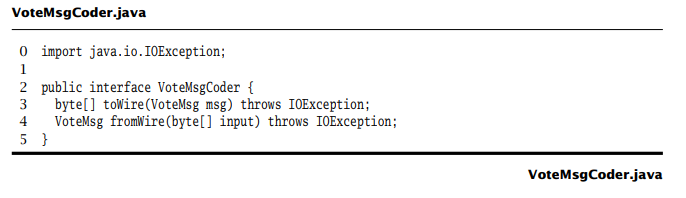 VoteMsgCoder.java
0 import java.io.IOException;
1
2 public interface VoteMsgCoder {
3   byte[] toWire(VoteMsg msg) throws IOException;
4   VoteMsg fromWire(byte[] input) throws IOException;
5 }
VoteMsgCoder.java